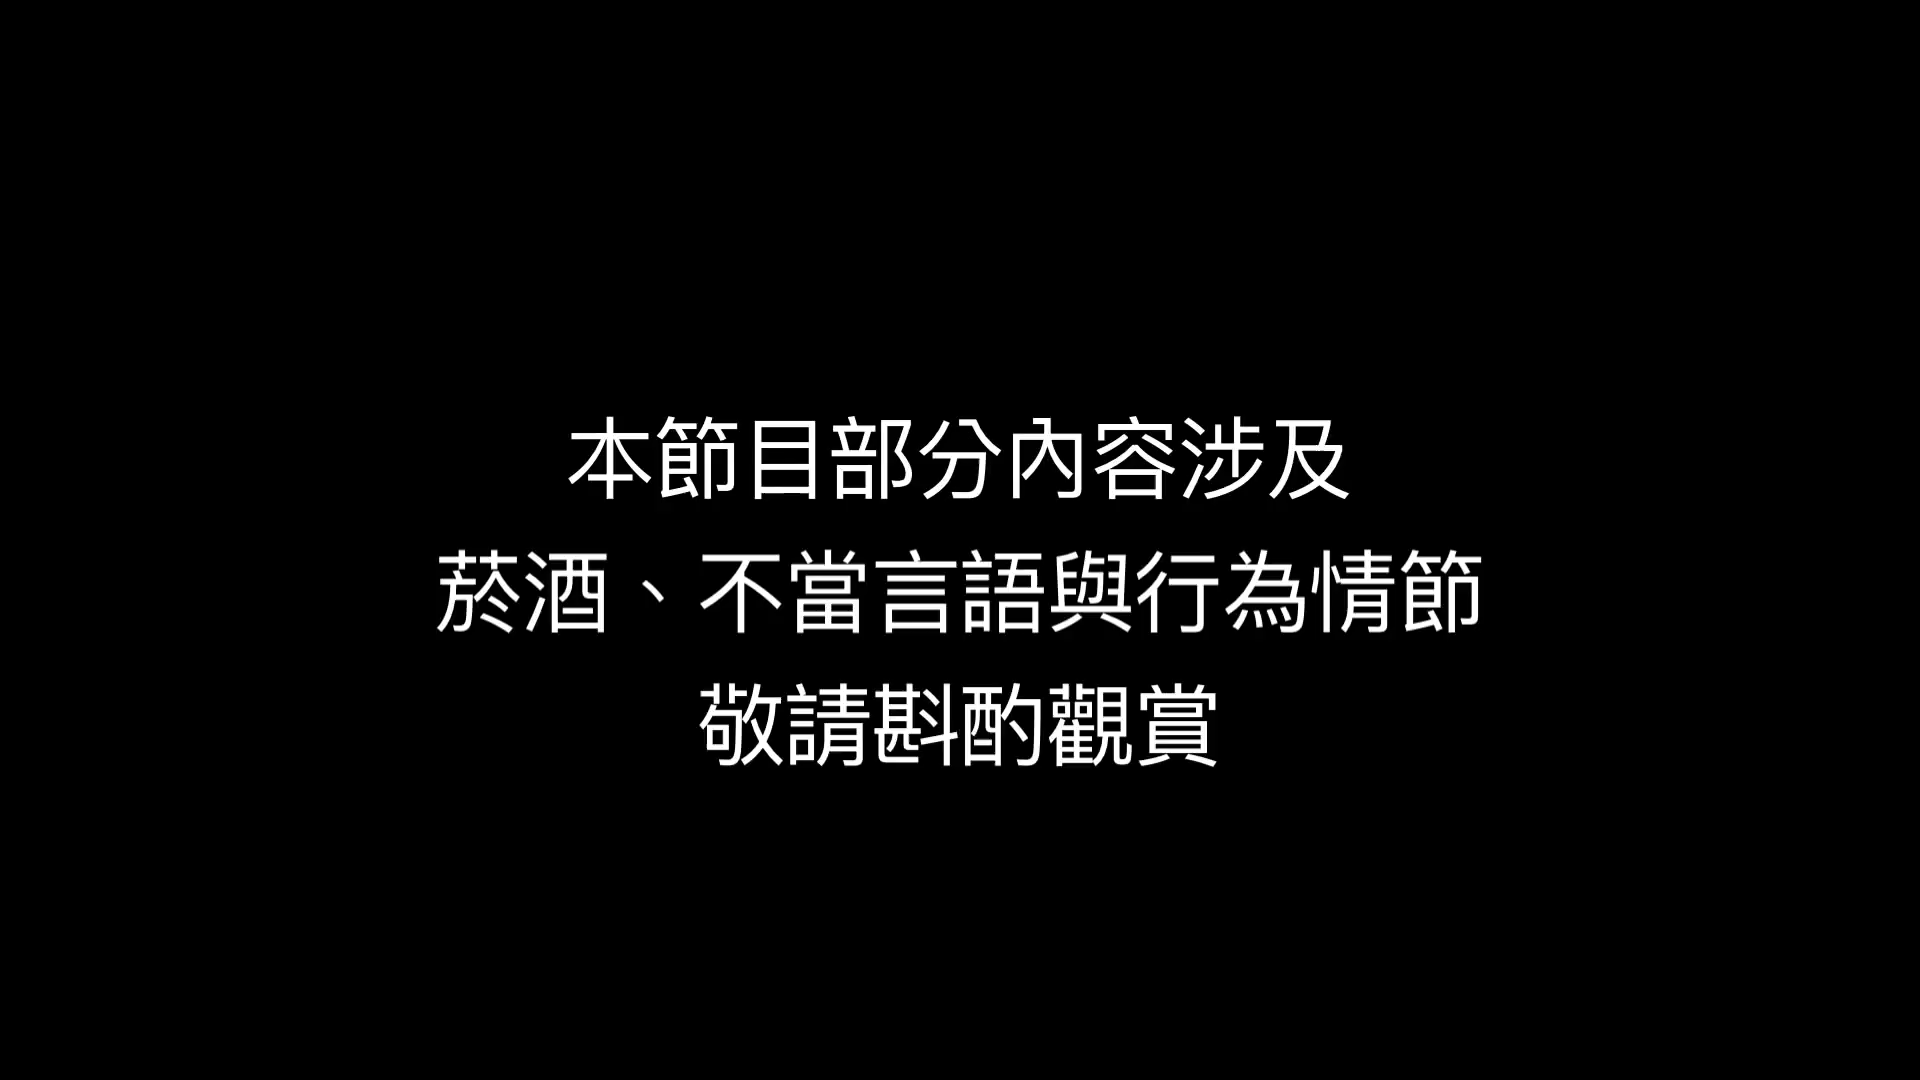 本節目部分內容涉及
菸酒、不當言語與行為情節
敬請斟酌觀賞